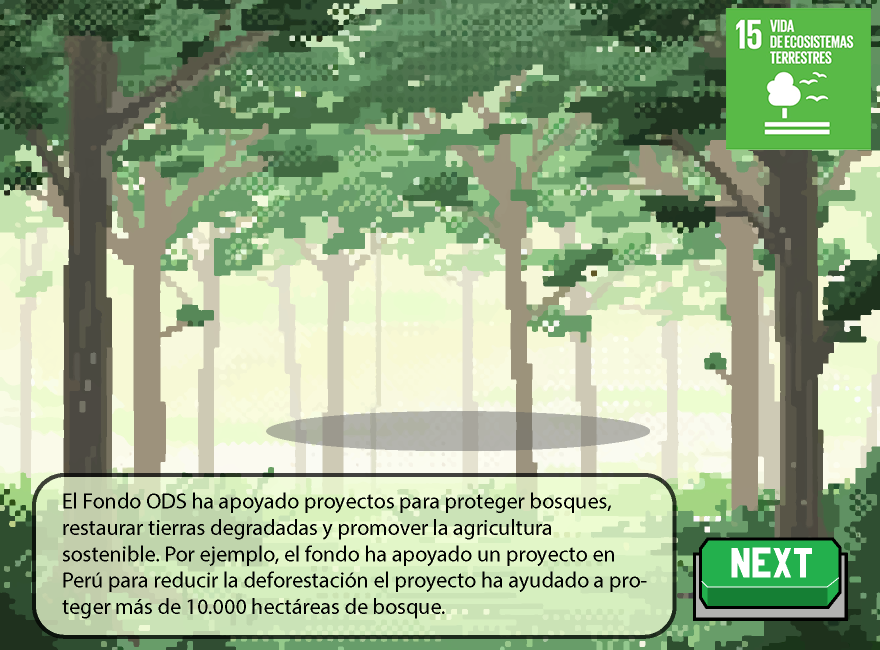 15 VIDA
DE ECOSISTEMAS
TERRESTRES
El Fondo ODS ha apoyado proyectos para proteger bosques,
restaurar tierras degradadas y promover la agricultura
sostenible. Por ejemplo, el fondo ha apoyado un proyecto en
Perú para reducir la deforestación el proyecto ha ayudado a pro-
teger más de 10.000 hectáreas de bosque.
NEXT